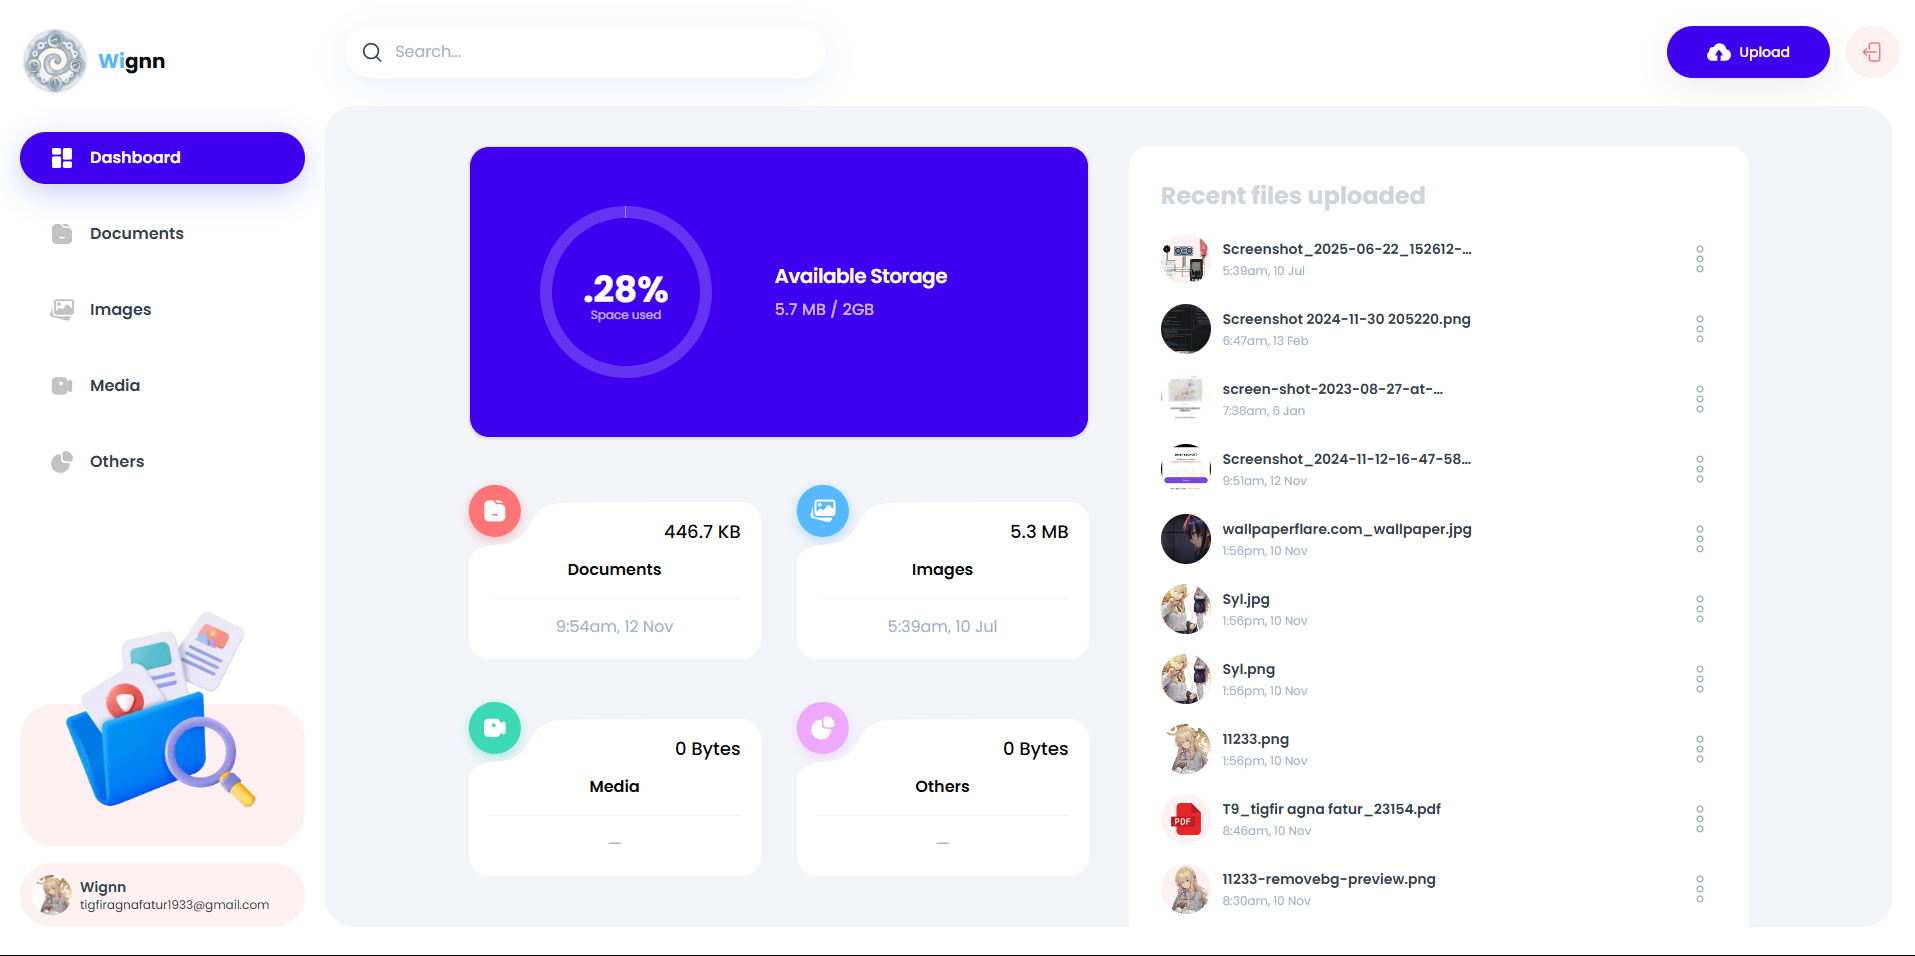 Wignn
Search...
Upload
Dashboard
Documents
Images
Media
Others
Wignn
tigfiragnafatur1933@gmail.com
.28%
Space used
Available Storage
5.7 MB / 2GB
446.7 KB
Documents
9:54am, 12 Nov
5.3 MB
Images
5:39am, 10 Jul
0 Bytes
Media
—
0 Bytes
Others
—
Recent files uploaded
Screenshot_2025-06-22_152612-...
5:39am, 10 Jul
Screenshot 2024-11-30 205220.png
6:47am, 13 Feb
screen-shot-2023-08-27-at-...
7:38am, 6 Jan
Screenshot_2024-11-12-16-47-58...
9:51am, 12 Nov
wallpaperflare.com_wallpaper.jpg
1:56pm, 10 Nov
Syl.jpg
1:56pm, 10 Nov
Syl.png
1:56pm, 10 Nov
11233.png
1:56pm, 10 Nov
PDF
T9_tigfir agna fatur_23154.pdf
8:46am, 10 Nov
11233-removebg-preview.png
8:30am, 10 Nov